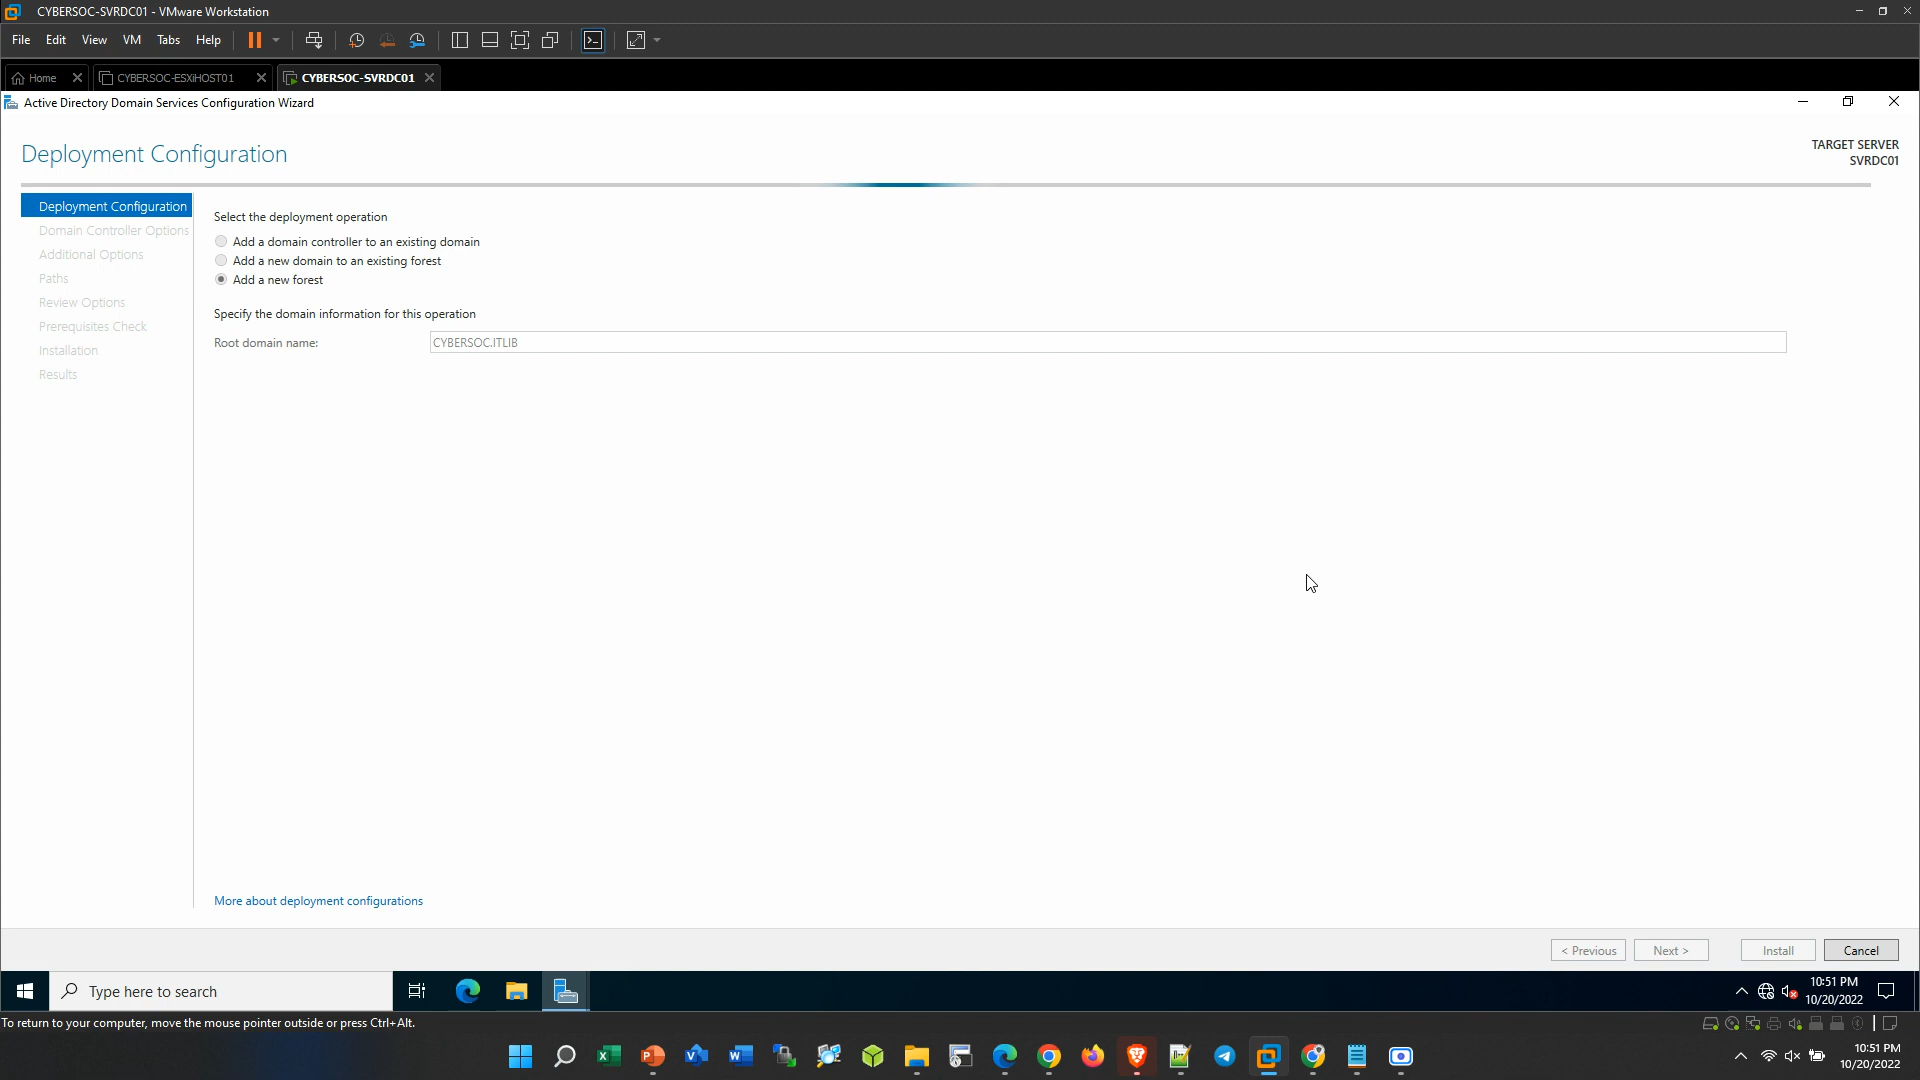 CYBERSOC-SVRDC01 - VMware Workstation
File Edit View VM Tabs Help
Home CYBERSOC-ESXiHOST01 CYBERSOC-SVRDC01
Active Directory Domain Services Configuration Wizard
Deployment Configuration
TARGET SERVER
SVRDC01
Deployment Configuration
Domain Controller Options
Additional Options
Paths
Review Options
Prerequisites Check
Installation
Results
Select the deployment operation
Add a domain controller to an existing domain
Add a new domain to an existing forest
Add a new forest
Specify the domain information for this operation
Root domain name: CYBERSOC.ITLIB
More about deployment configurations
< Previous Next > Install Cancel
Type here to search
10:51 PM
10/20/2022
To return to your computer, move the mouse pointer outside or press Ctrl+Alt.
10:51 PM
10/20/2022